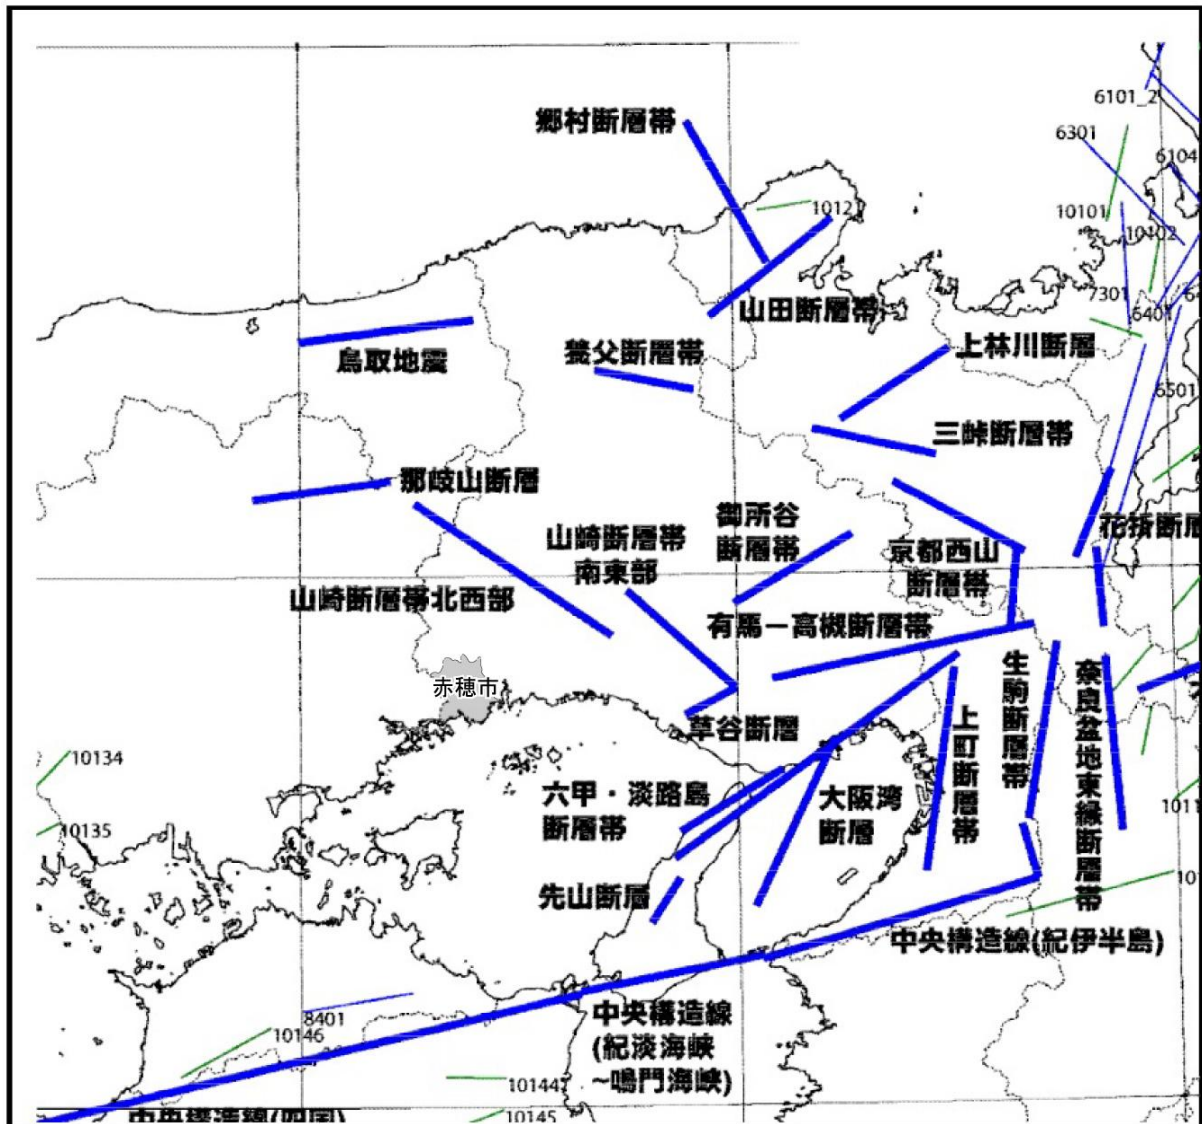 6101_2
郷村断層帯
6301
6104
1012
10101
10102
7301
山田断層帯
6401
養父断層帯
上林川断層
鳥取地震
6501
三峠断層帯
那岐山断層
御所谷
断層帯
山崎断層帯
南東部
花折断層
京都西山
断層帯
山崎断層帯北西部
有馬－高槻断層帯
赤穂市
生駒断層帯
奈良盆地東縁断層帯
草谷断層
上町断層帯
10134
六甲・淡路島
断層帯
大阪湾
断層
10135
先山断層
中央構造線(紀伊半島)
8401
中央構造線
(紀淡海峡
~鳴門海峡)
10146
10144
10145
中央構造線(四国)